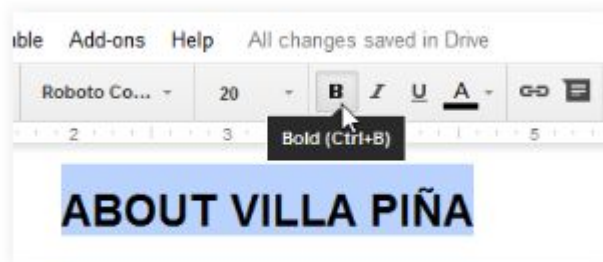 ble Add-ons Help All changes saved in Drive
Roboto Co... 20 B I U A
2 3 5
Bold (Ctrl+B)
ABOUT VILLA PIÑA